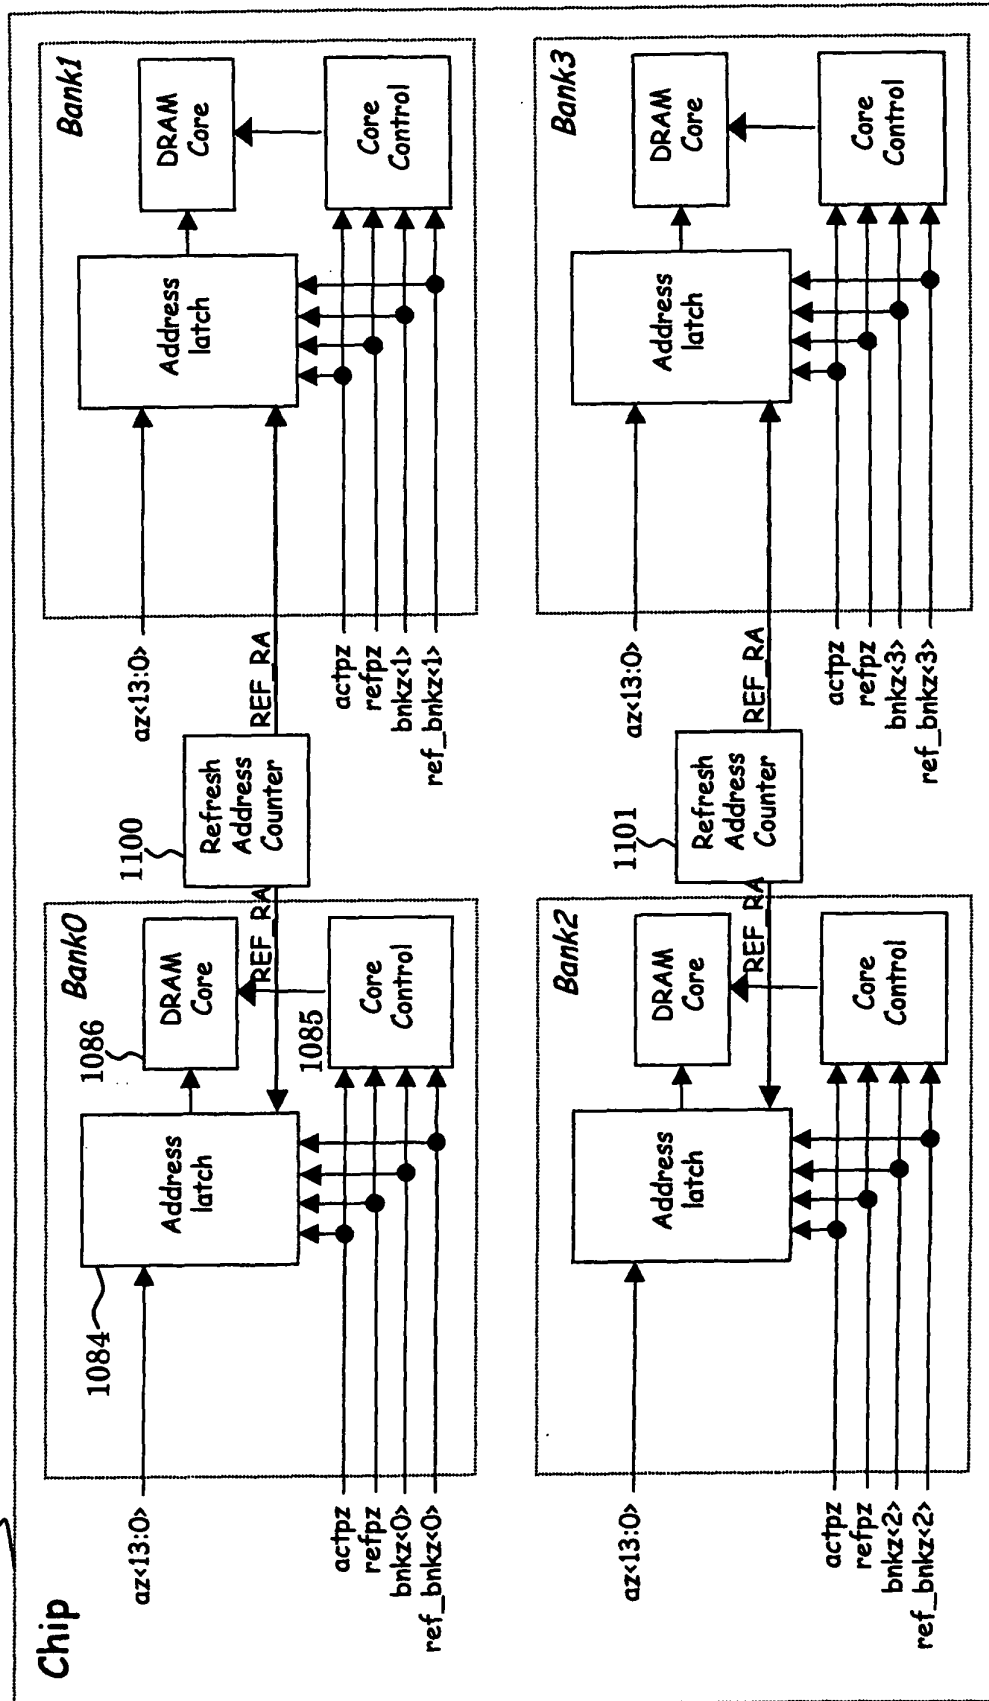 Chip
Bank0
1084
Address
latch
1086
DRAM
Core
1085
Core
Control
az<13:0>
actpz
refpz
bnkz<0>
ref_bnkz<0>
REF_RA
1100
Refresh
Address
Counter
REF_RA
Bank1
Address
latch
DRAM
Core
Core
Control
az<13:0>
actpz
refpz
bnkz<1>
ref_bnkz<1>
Bank2
Address
latch
DRAM
Core
Core
Control
az<13:0>
actpz
refpz
bnkz<2>
ref_bnkz<2>
REF_RA
1101
Refresh
Address
Counter
REF_RA
Bank3
Address
latch
DRAM
Core
Core
Control
az<13:0>
actpz
refpz
bnkz<3>
ref_bnkz<3>